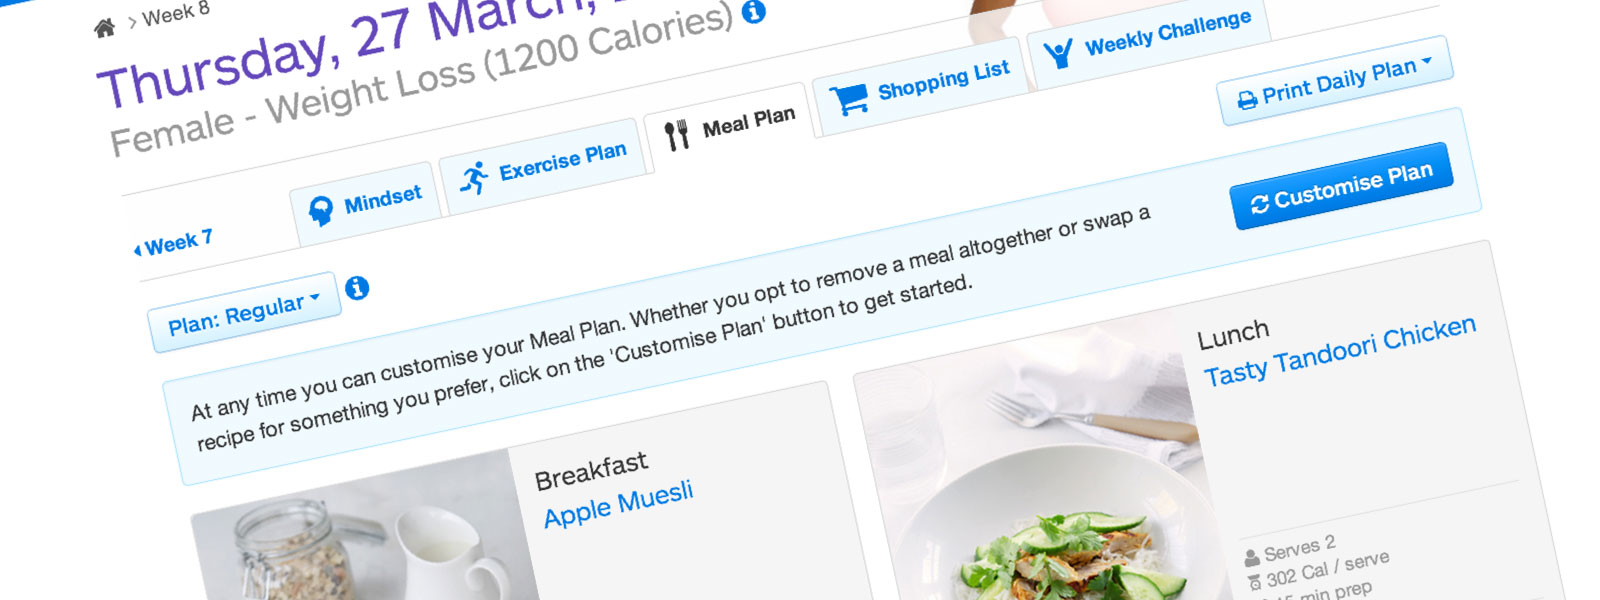 > Week 8
Thursday, 27 March,
Female - Weight Loss (1200 Calories)
Week 7
Mindset
Exercise Plan
Meal Plan
Shopping List
Weekly Challenge
Print Daily Plan
Plan: Regular
At any time you can customise your Meal Plan. Whether you opt to remove a meal altogether or swap a
recipe for something you prefer, click on the 'Customise Plan' button to get started.
Customise Plan
Breakfast
Apple Muesli
Lunch
Tasty Tandoori Chicken
Serves 2
302 Cal / serve
min prep